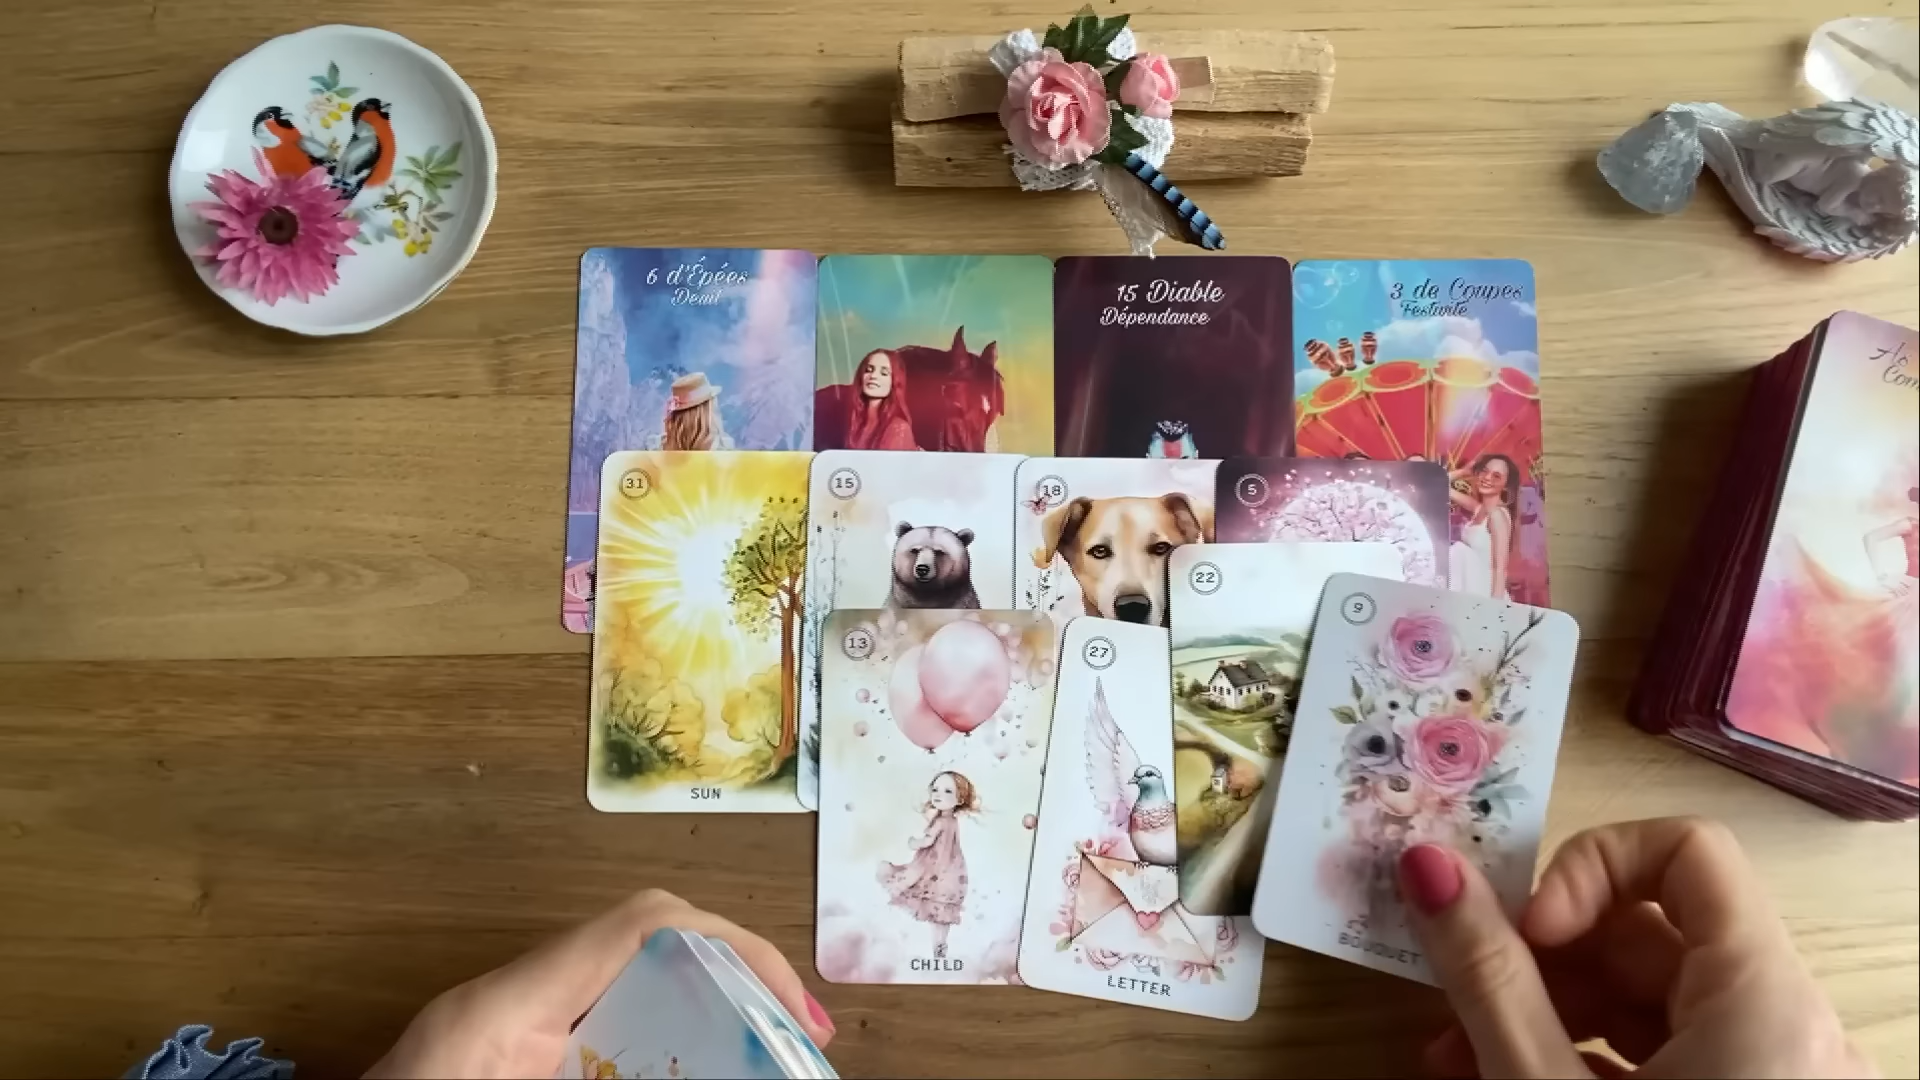 6 d'Épées
Deuil
15 Diable
Dépendance
3 de Coupes
Festivité
31
15
18
5
22
9
13
27
SUN
CHILD
LETTER
BOUQUET